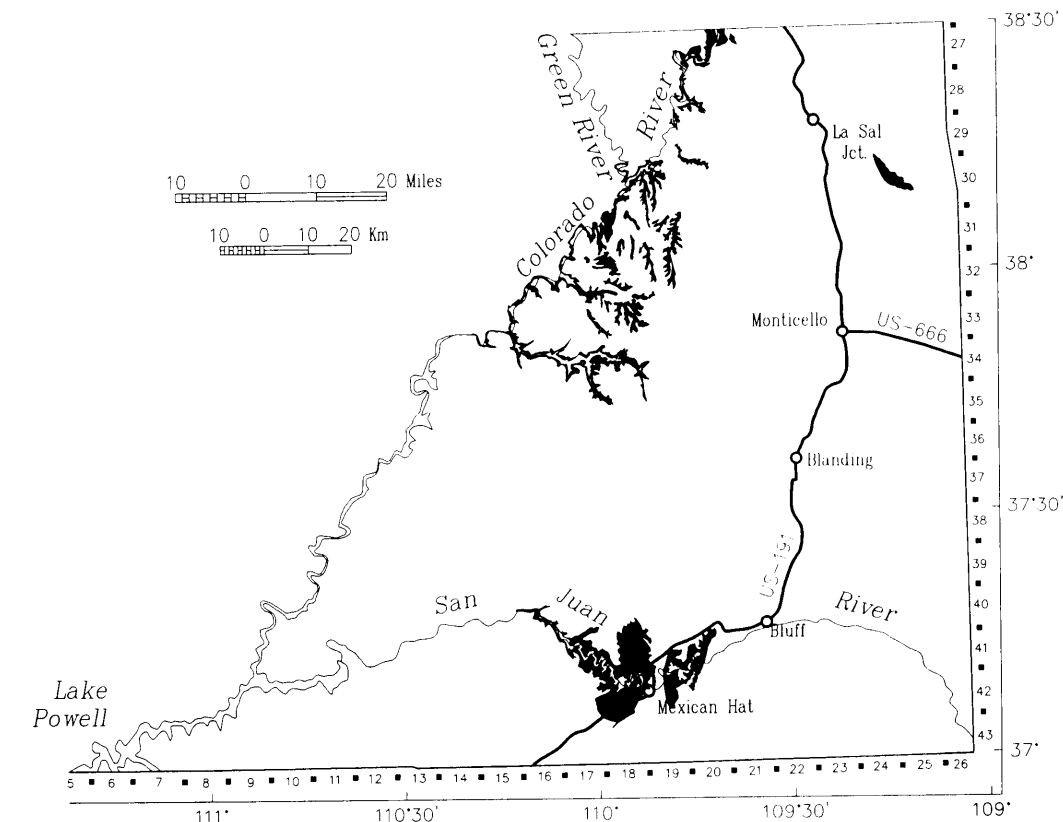 38°30'
27
28
29
30
31
32
33
34
35
36
37
38
39
40
41
42
43
38°
37°30'
37°
Green River
Colorado River
La Sal
Jct.
10 0 10 20 Miles
10 0 10 20 Km
Monticello
US-666
Blanding
US-191
San Juan River
Bluff
Mexican Hat
Lake
Powell
5 6 7 8 9 10 11 12 13 14 15 16 17 18 19 20 21 22 23 24 25 26
111° 110°30' 110° 109°30' 109°